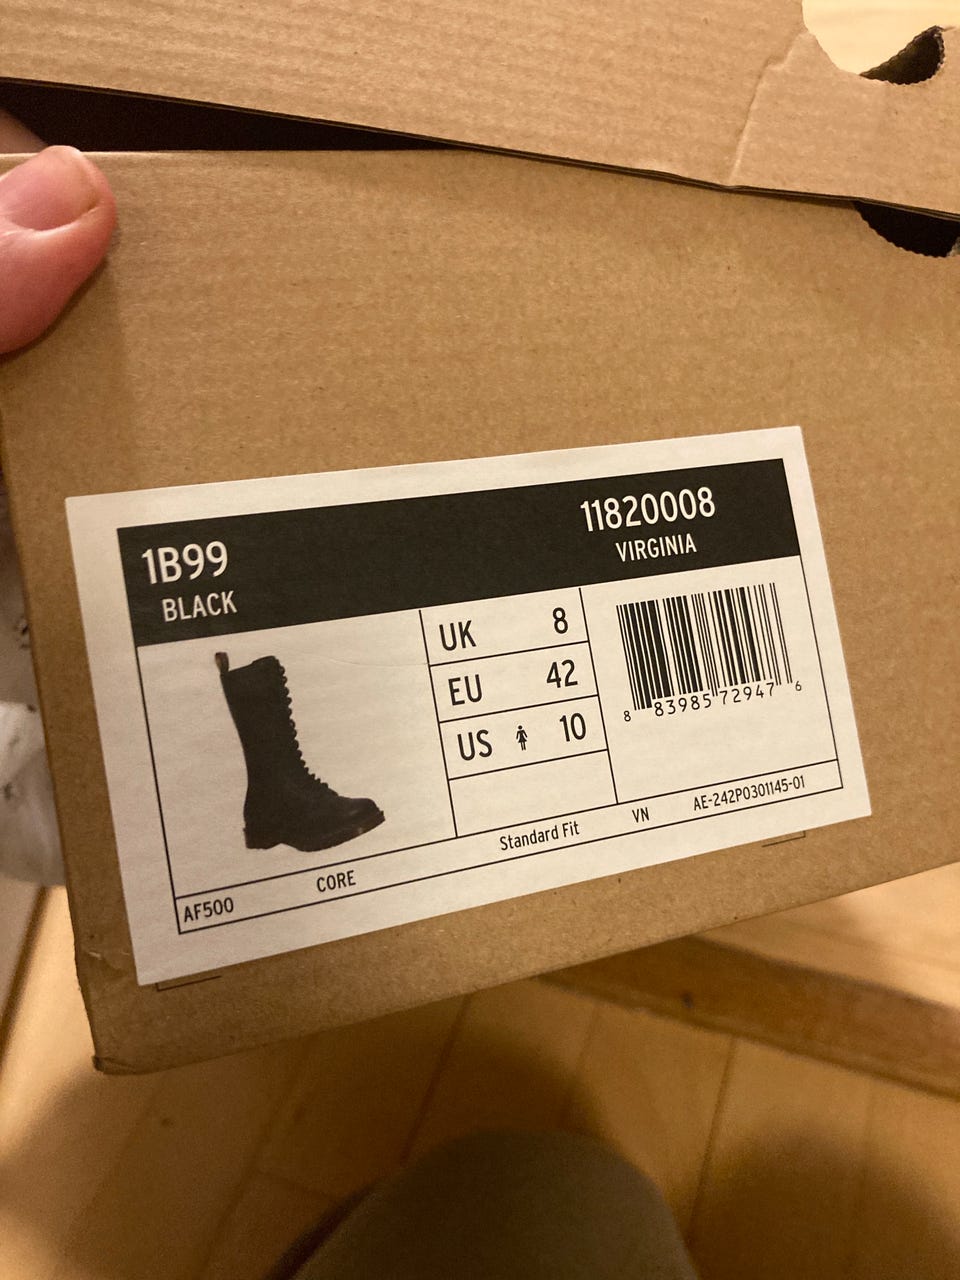 1B99
BLACK
11820008
VIRGINIA
UK 8
EU 42
US 10
8 83985 72947 6
AF500 CORE Standard Fit VN AE-242P0301145-01